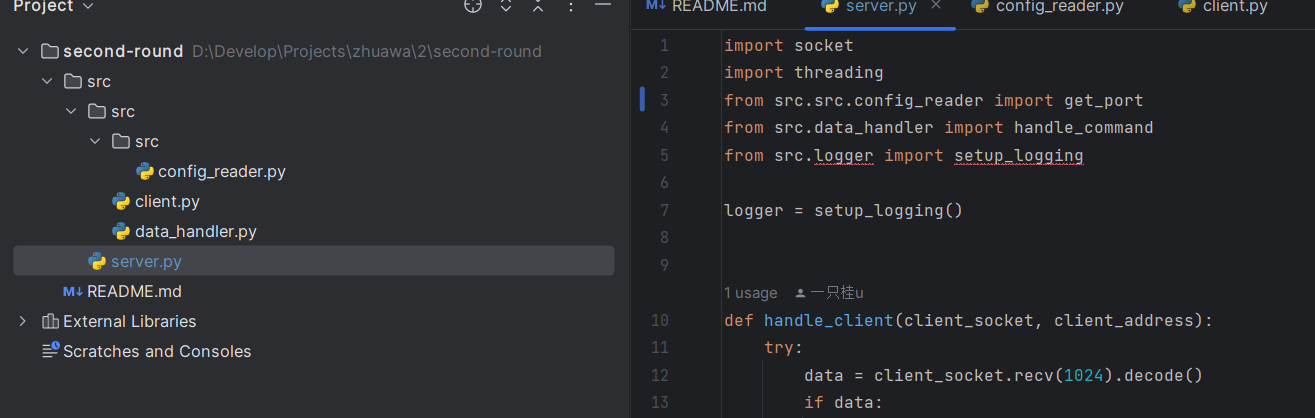 Project
second-round D:\Develop\Projects\zhuawa\2\second-round
src
src
src
config_reader.py
client.py
data_handler.py
server.py
README.md
External Libraries
Scratches and Consoles
README.md server.py config_reader.py client.py
1 import socket
2 import threading
3 from src.src.config_reader import get_port
4 from src.data_handler import handle_command
5 from src.logger import setup_logging
6
7 logger = setup_logging()
8
9
1 usage 一只桂u
10 def handle_client(client_socket, client_address):
11 try:
12 data = client_socket.recv(1024).decode()
13 if data: